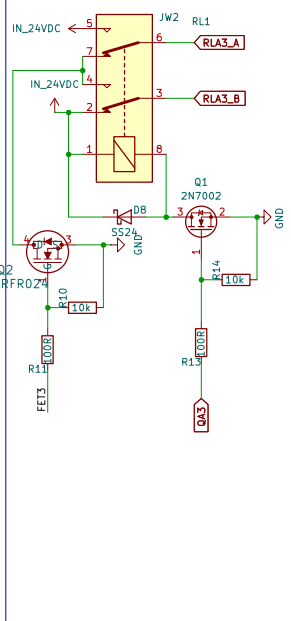 JW2
RL1
IN_24VDC
5
7
6
RLA3_A
IN_24VDC
4
3
RLA3_B
2
1
8
Q1
2N7002
D8
SS24
3
2
GND
4
D
S
3
G
GND
Q2
RFR024
1
1
R10
10k
R14
10k
100R
R11
100R
R13
FET3
QA3